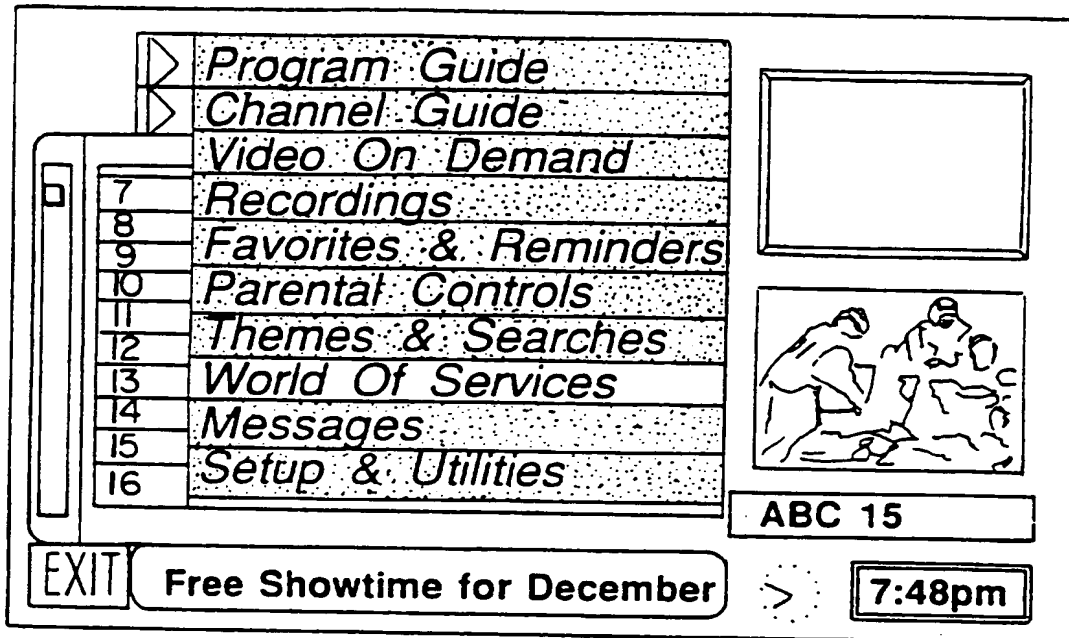 Program Guide
Channel Guide
Video On Demand
7
Recordings
8
Favorites & Reminders
9
10
Parental Controls
11
Themes & Searches
12
13
World Of Services
14
Messages
15
Setup & Utilities
16
ABC 15
EXIT
Free Showtime for December
7:48pm